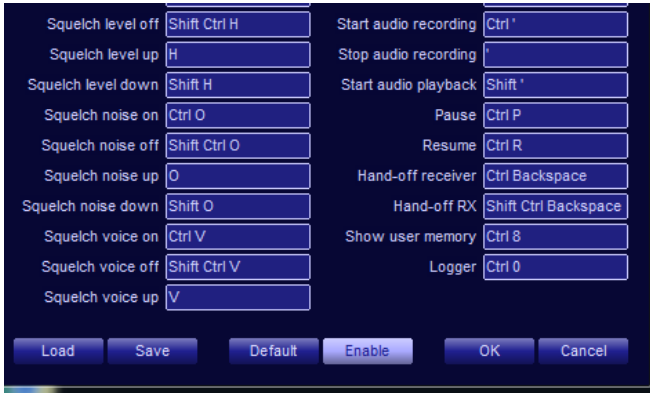 Squelch level off Shift Ctrl H
Squelch level up H
Squelch level down Shift H
Squelch noise on Ctrl O
Squelch noise off Shift Ctrl O
Squelch noise up O
Squelch noise down Shift O
Squelch voice on Ctrl V
Squelch voice off Shift Ctrl V
Squelch voice up V
Start audio recording Ctrl '
Stop audio recording '
Start audio playback Shift '
Pause Ctrl P
Resume Ctrl R
Hand-off receiver Ctrl Backspace
Hand-off RX Shift Ctrl Backspace
Show user memory Ctrl 8
Logger Ctrl 0
Load Save Default Enable OK Cancel